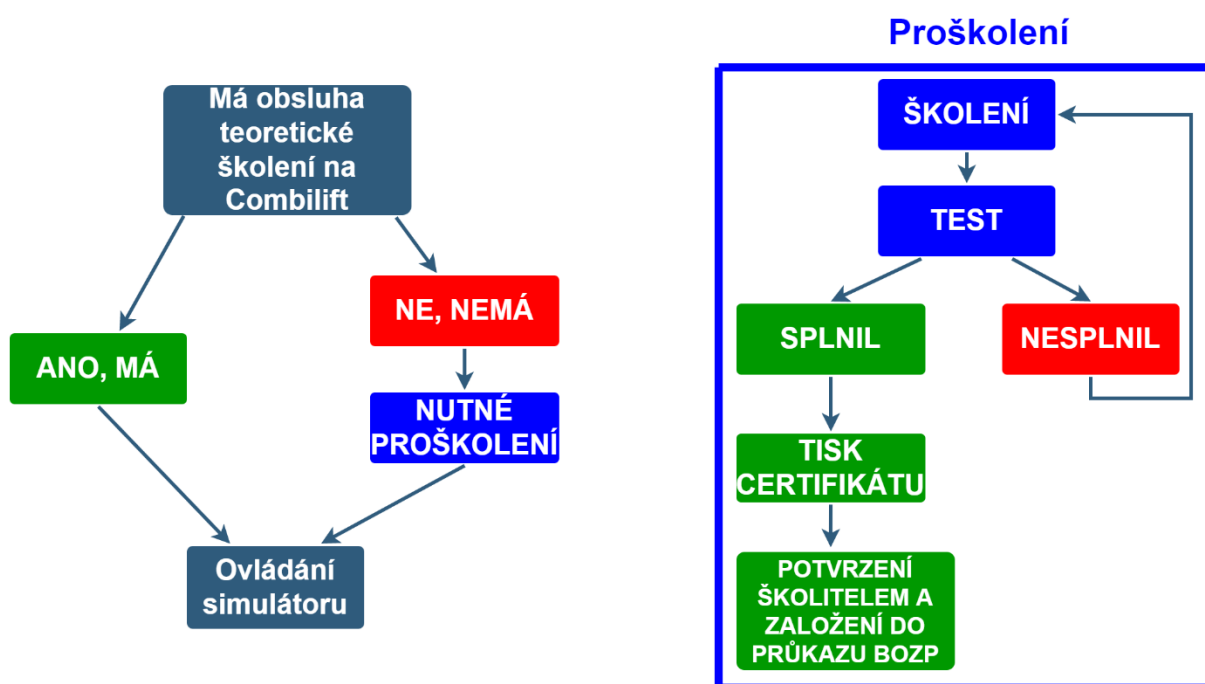 Má obsluha
teoretické
školení na
Combilift
NE, NEMÁ
ANO, MÁ
NUTNÉ
PROŠKOLENÍ
Ovládání
simulátoru
Proškolení
ŠKOLENÍ
TEST
SPLNIL
NESPLNIL
TISK
CERTIFIKÁTU
POTVRZENÍ
ŠKOLITELEM A
ZALOŽENÍ DO
PRŮKAZU BOZP